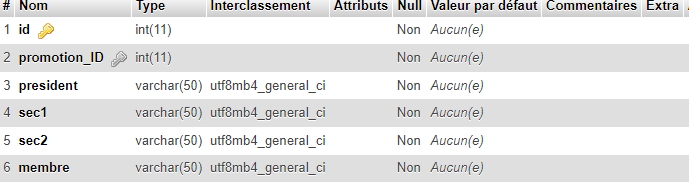 # Nom Type Interclassement Attributs Null Valeur par défaut Commentaires Extra
1 id int(11) Non Aucun(e)
2 promotion_ID int(11) Non Aucun(e)
3 president varchar(50) utf8mb4_general_ci Non Aucun(e)
4 sec1 varchar(50) utf8mb4_general_ci Non Aucun(e)
5 sec2 varchar(50) utf8mb4_general_ci Non Aucun(e)
6 membre varchar(50) utf8mb4_general_ci Non Aucun(e)